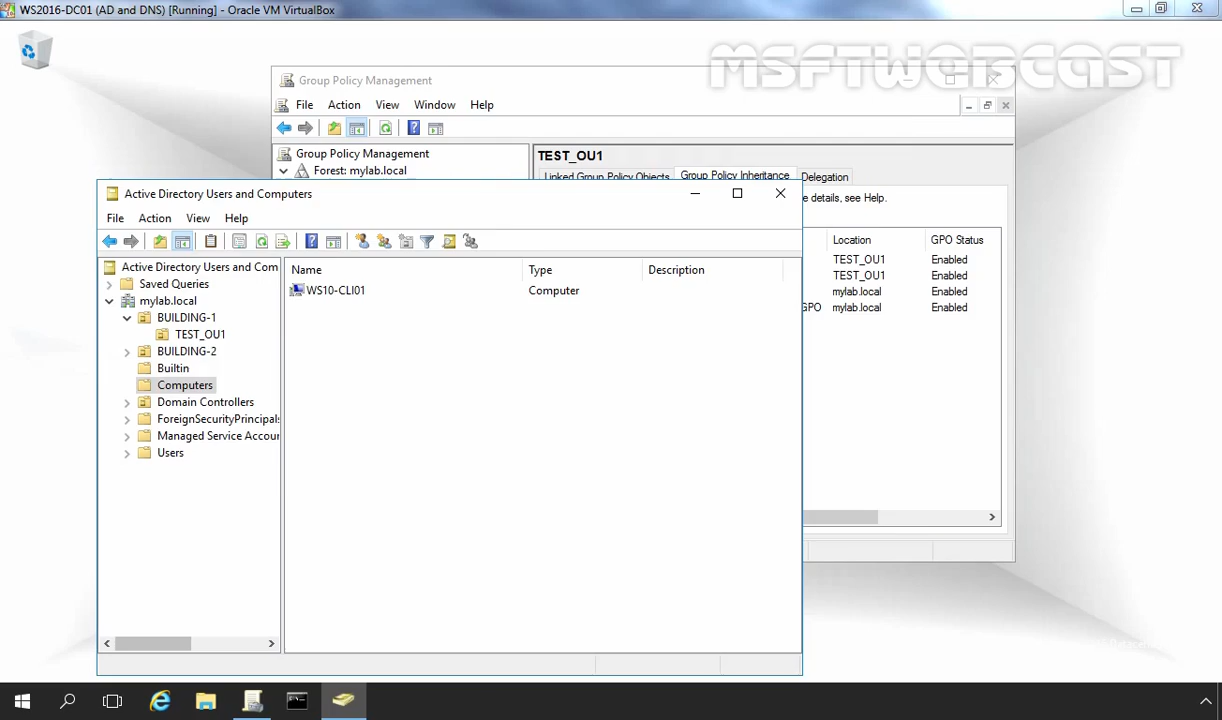 WS2016-DC01 (AD and DNS) [Running] - Oracle VM VirtualBox
MSFTWEBCAST
Group Policy Management
File Action View Window Help
Group Policy Management
Forest: mylab.local
TEST_OU1
Linked Group Policy Objects Group Policy Inheritance Delegation
e details, see Help.
Location GPO Status
TEST_OU1 Enabled
TEST_OU1 Enabled
mylab.local Enabled
GPO mylab.local Enabled
Active Directory Users and Computers
File Action View Help
Active Directory Users and Com
Saved Queries
mylab.local
BUILDING-1
TEST_OU1
BUILDING-2
Builtin
Computers
Domain Controllers
ForeignSecurityPrincipals
Managed Service Accour
Users
Name Type Description
WS10-CLI01 Computer